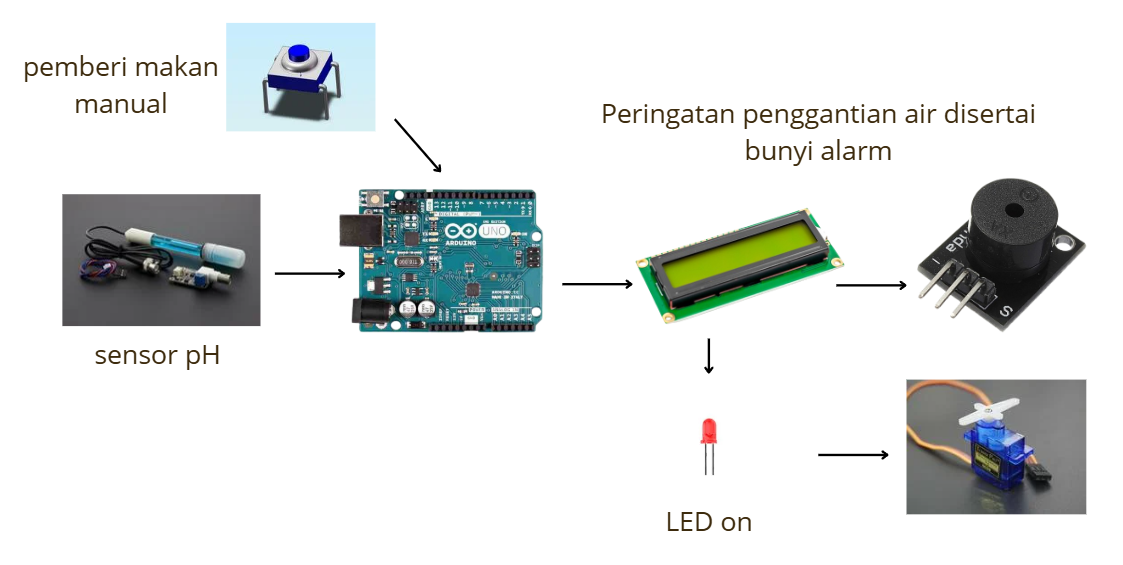 pemberi makan
manual
Peringatan penggantian air disertai
bunyi alarm
ARDUINO
UNO
sensor pH
S
LED on